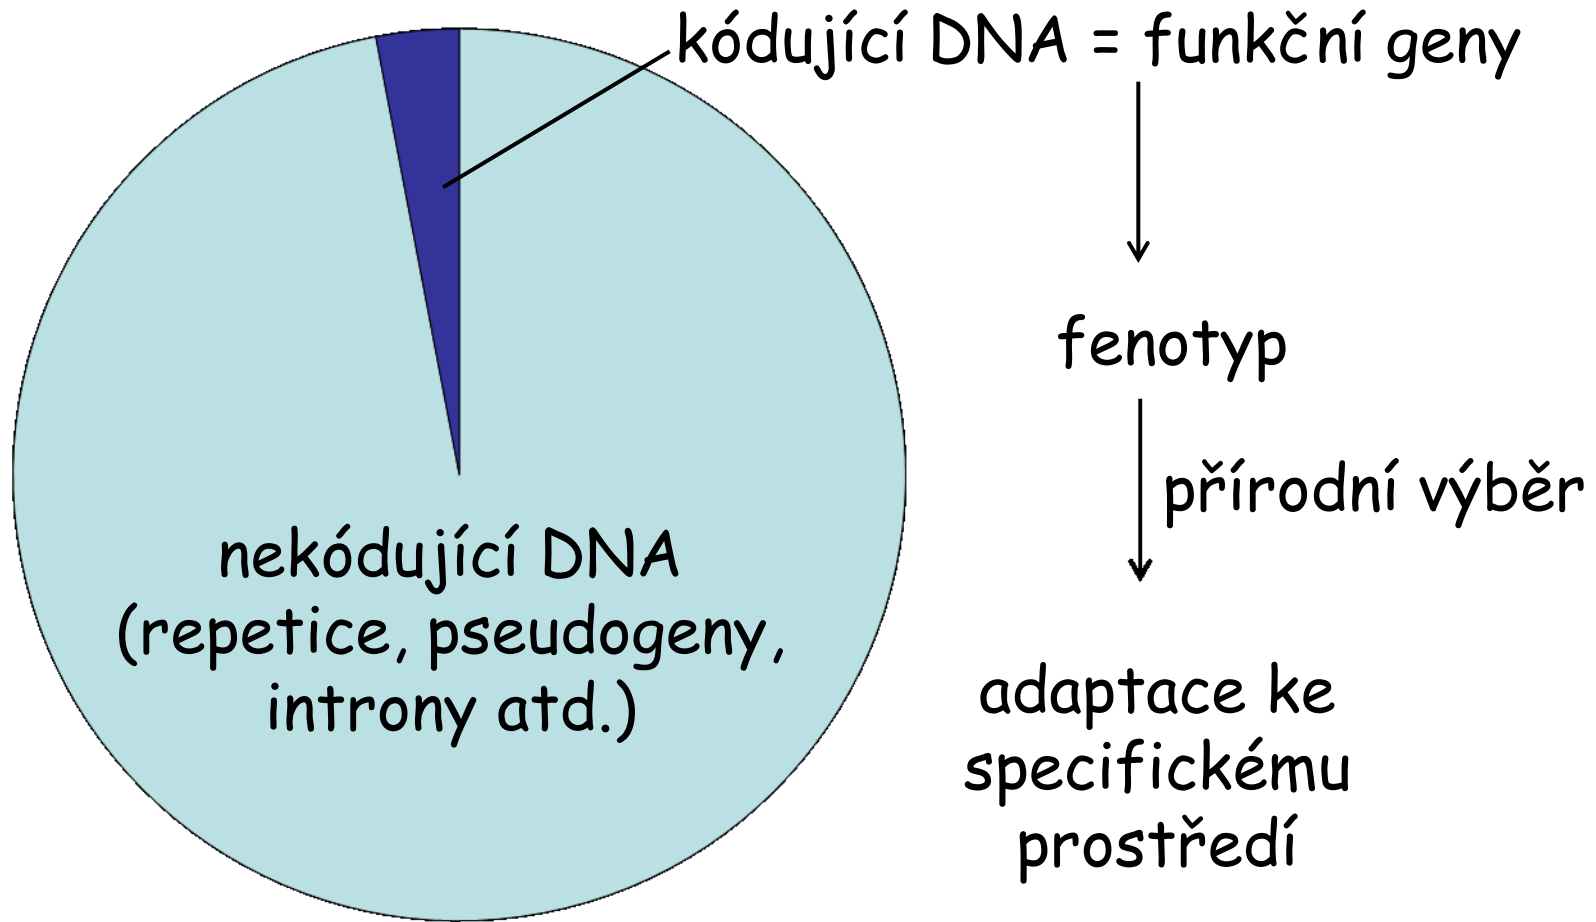 kódující DNA = funkční geny
fenotyp
přírodní výběr
nekódující DNA
(repetice, pseudogeny,
introny atd.)
adaptace ke
specifickému
prostředí